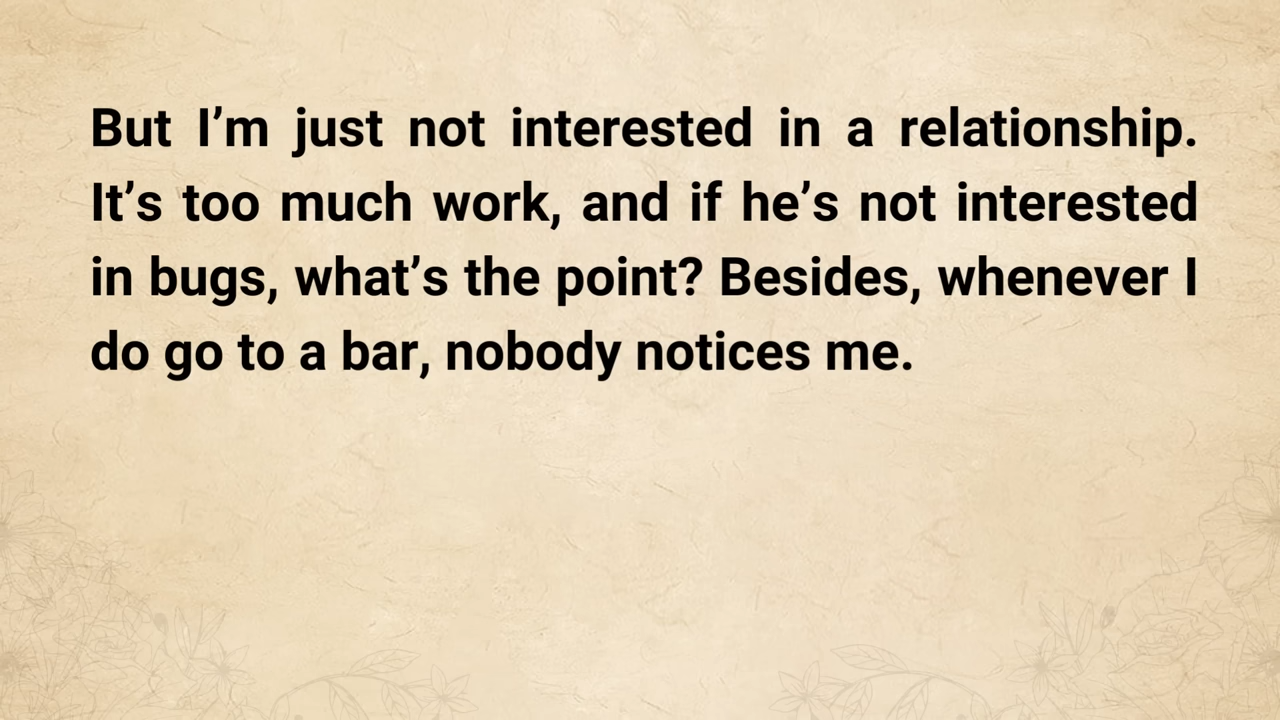 But I’m just not interested in a relationship.
It’s too much work, and if he’s not interested
in bugs, what’s the point? Besides, whenever I
do go to a bar, nobody notices me.